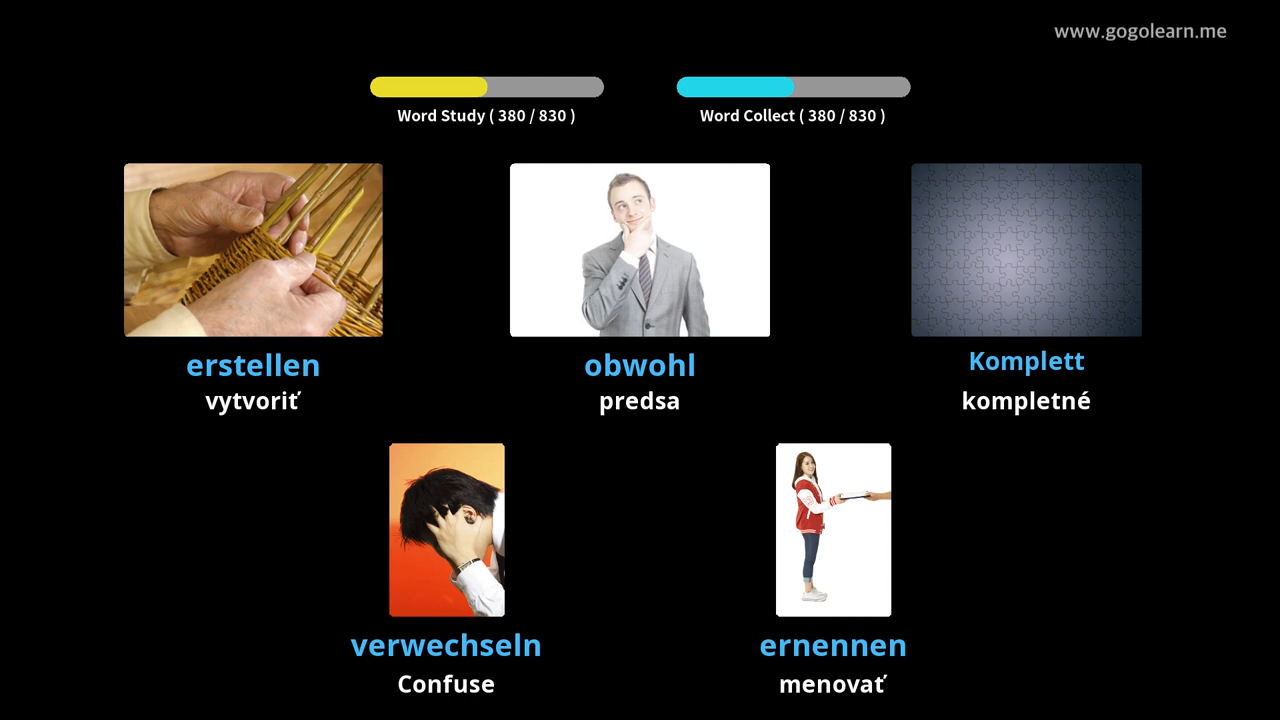 www.gogolearn.me
Word Study ( 380 / 830 )
Word Collect ( 380 / 830 )
erstellen
vytvoriť
obwohl
predsa
Komplett
kompletné
verwechseln
Confuse
ernennen
menovať